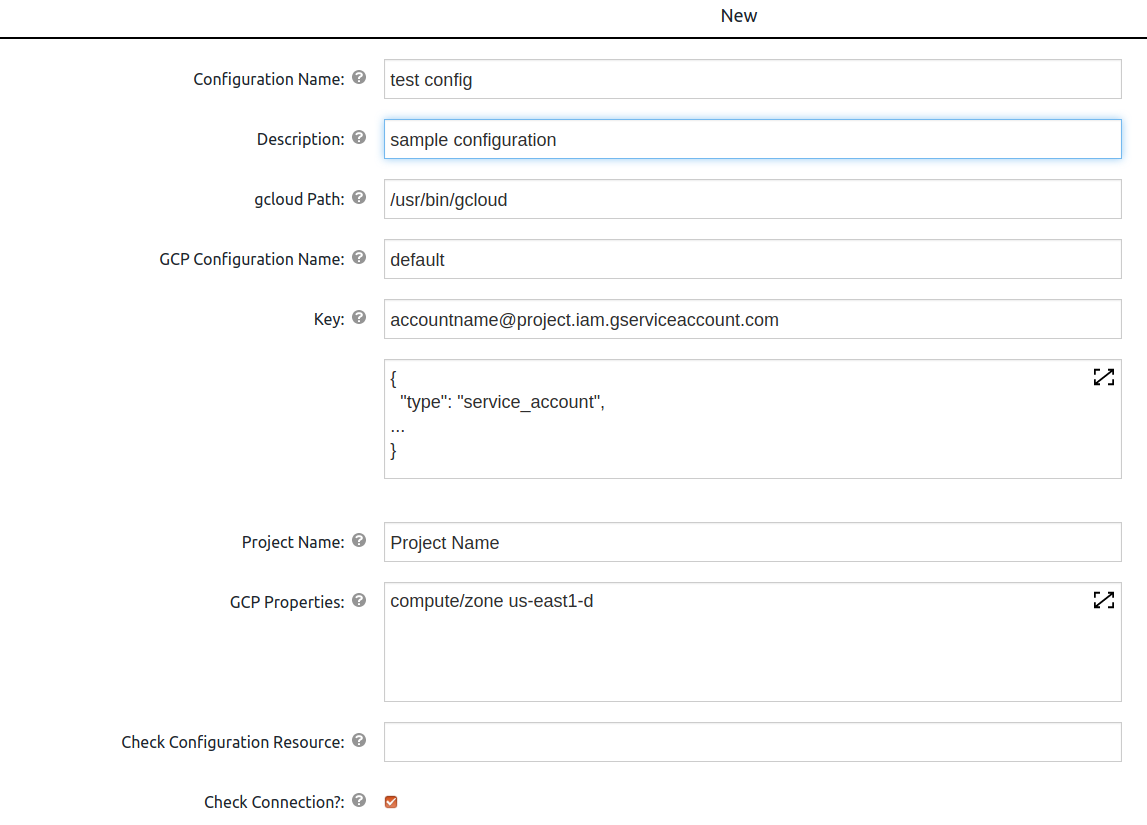 New
Configuration Name: test config
Description: sample configuration
gcloud Path: /usr/bin/gcloud
GCP Configuration Name: default
Key: accountname@project.iam.gserviceaccount.com
{
"type": "service_account",
...
}
Project Name: Project Name
GCP Properties: compute/zone us-east1-d
Check Configuration Resource:
Check Connection?: